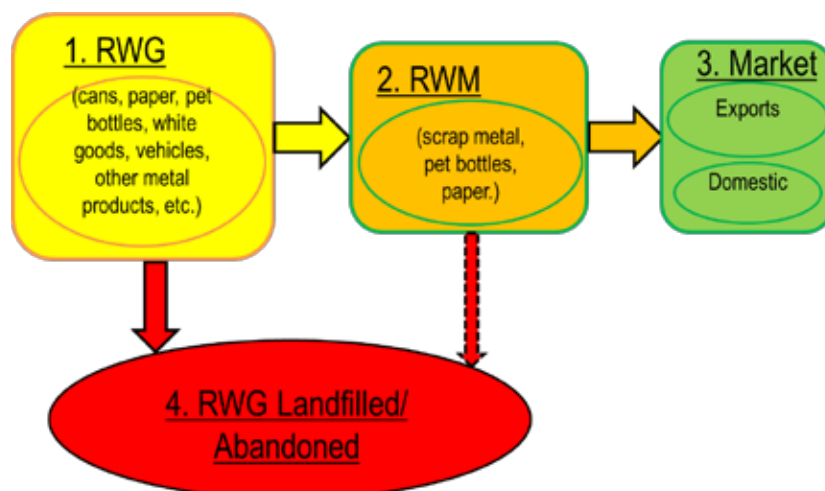 1. RWG
(cans, paper, pet
bottles, white
goods, vehicles,
other metal
products, etc.)
2. RWM
(scrap metal,
pet bottles,
paper.)
3. Market
Exports
Domestic
4. RWG Landfilled/
Abandoned